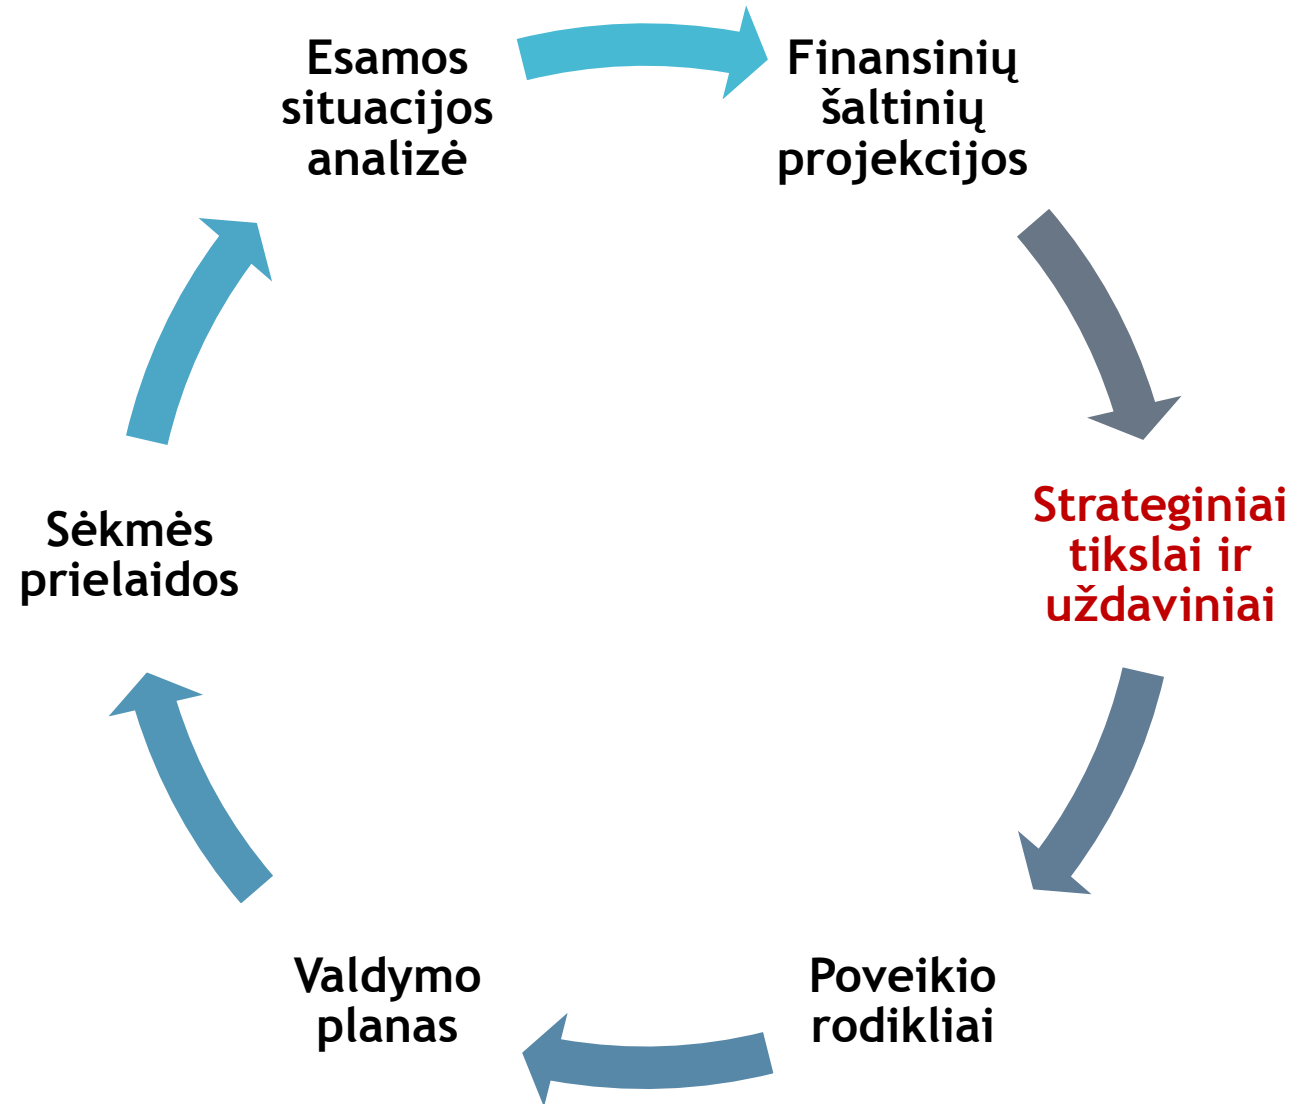 Esamos
situacijos
analizė
Finansinių
šaltinių
projekcijos
Strateginiai
tikslai ir
uždaviniai
Poveikio
rodikliai
Valdymo
planas
Sėkmės
prielaidos